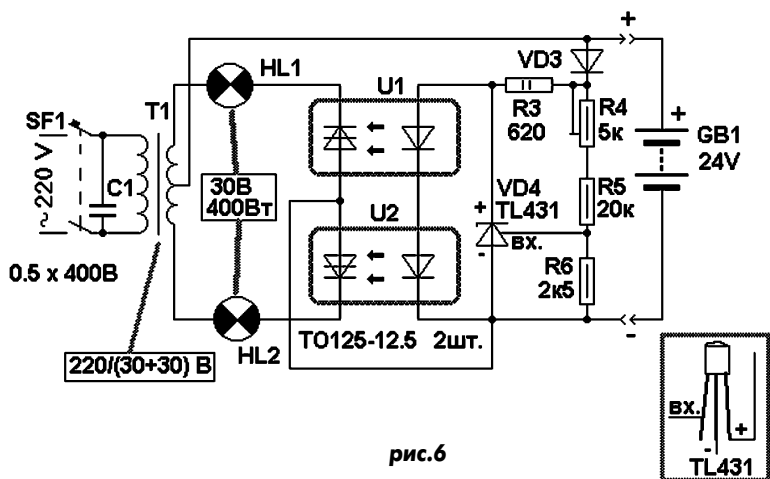 +
VD3
HL1
U1
SF1
T1
R3
620
R4
5к
+
GB1
24V
~220 V
C1
30В
400Вт
VD4
TL431
+
вх.
-
R5
20к
U2
R6
2к5
0.5 x 400В
HL2
ТО125-12.5 2шт.
-
220/(30+30) В
вх.
+
-
TL431
рис.6